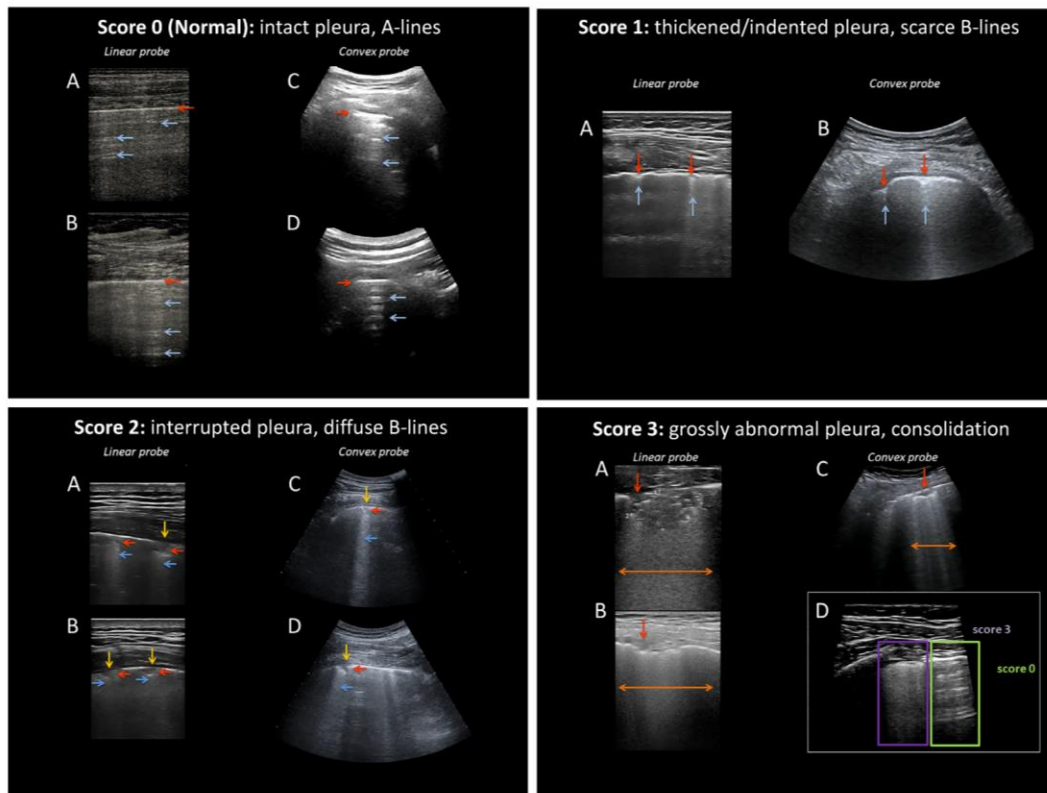 Score 0 (Normal): intact pleura, A-lines
Linear probe
Convex probe
A
C
B
D
Score 1: thickened/indented pleura, scarce B-lines
Linear probe
Convex probe
A
B
Score 2: interrupted pleura, diffuse B-lines
Linear probe
Convex probe
A
C
B
D
Score 3: grossly abnormal pleura, consolidation
Linear probe
Convex probe
A
C
B
D
score 3
score 0